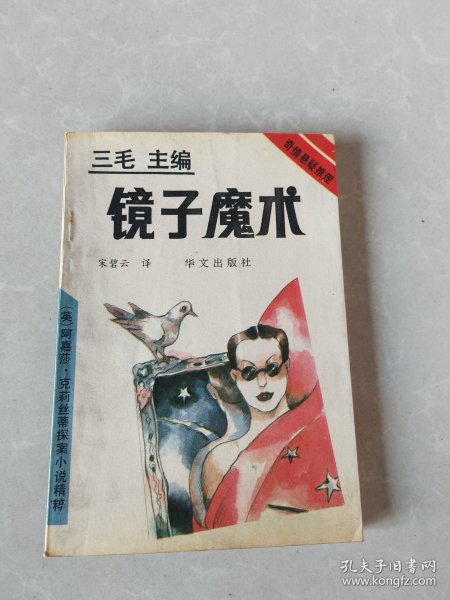 三毛 主编
奇情悬疑推理
镜子魔术
宋碧云 译 华文出版社
(英)阿嘉莎·克莉丝蒂探案小说精粹
孔夫子旧书网
www.kongfz.com